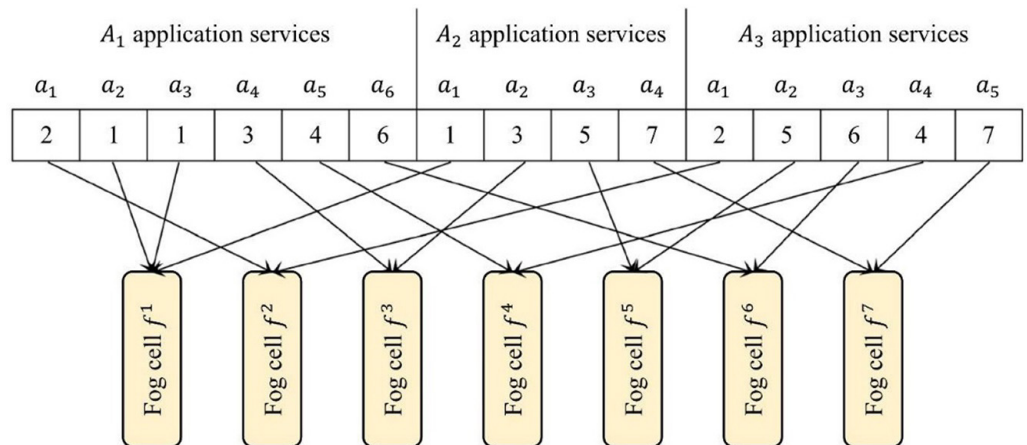 A₁ application services A₂ application services A₃ application services
a₁ a₂ a₃ a₄ a₅ a₆ a₁ a₂ a₃ a₄ a₁ a₂ a₃ a₄ a₅
2 1 1 3 4 6 1 3 5 7 2 5 6 4 7
Fog cell f¹
Fog cell f²
Fog cell f³
Fog cell f⁴
Fog cell f⁵
Fog cell f⁶
Fog cell f⁷